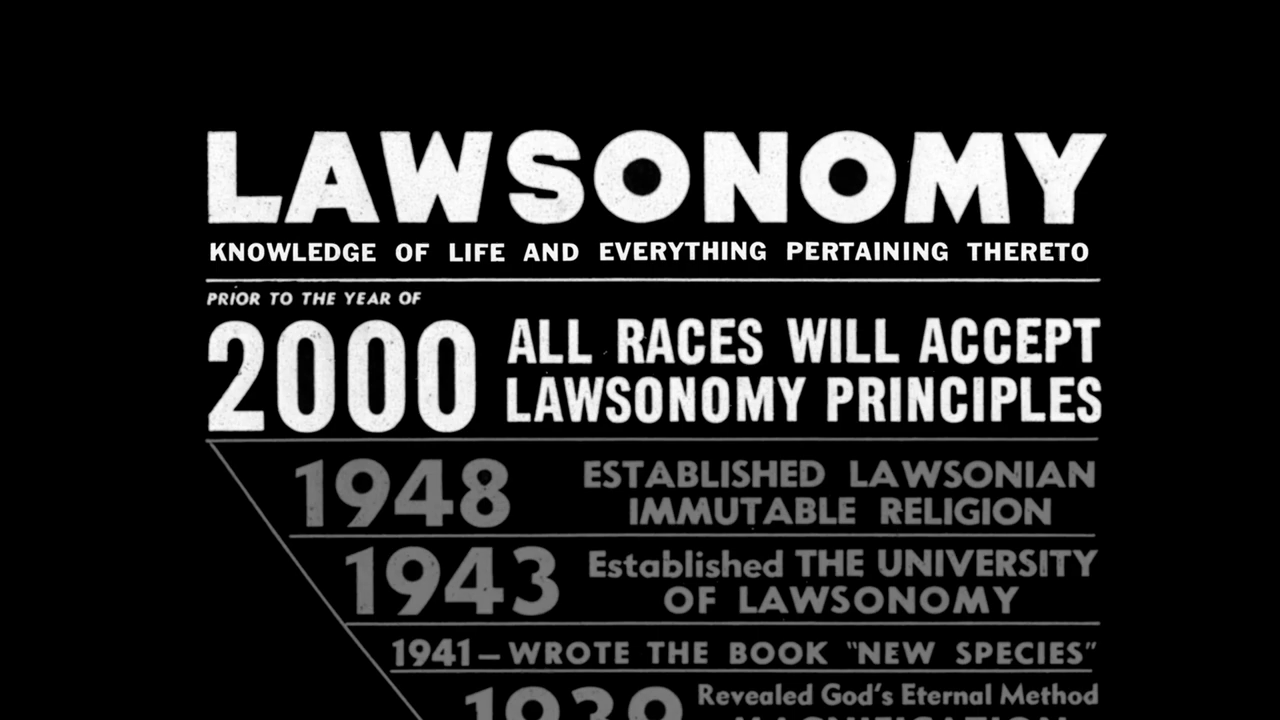 LAWSONOMY
KNOWLEDGE OF LIFE AND EVERYTHING PERTAINING THERETO
PRIOR TO THE YEAR OF
2000 ALL RACES WILL ACCEPT
LAWSONOMY PRINCIPLES
1948 ESTABLISHED LAWSONIAN
IMMUTABLE RELIGION
1943 Established THE UNIVERSITY
OF LAWSONOMY
1941—WROTE THE BOOK "NEW SPECIES"
1939 Revealed God's Eternal Method